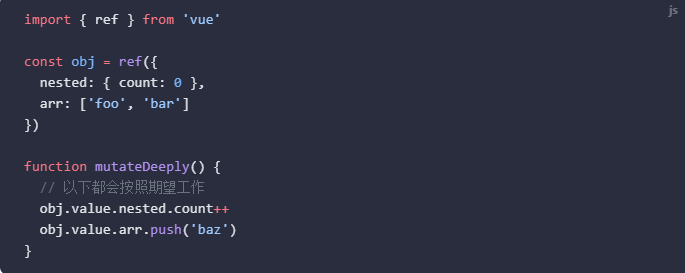 js
import { ref } from 'vue'

const obj = ref({
  nested: { count: 0 },
  arr: ['foo', 'bar']
})

function mutateDeeply() {
  // 以下都会按照期望工作
  obj.value.nested.count++
  obj.value.arr.push('baz')
}